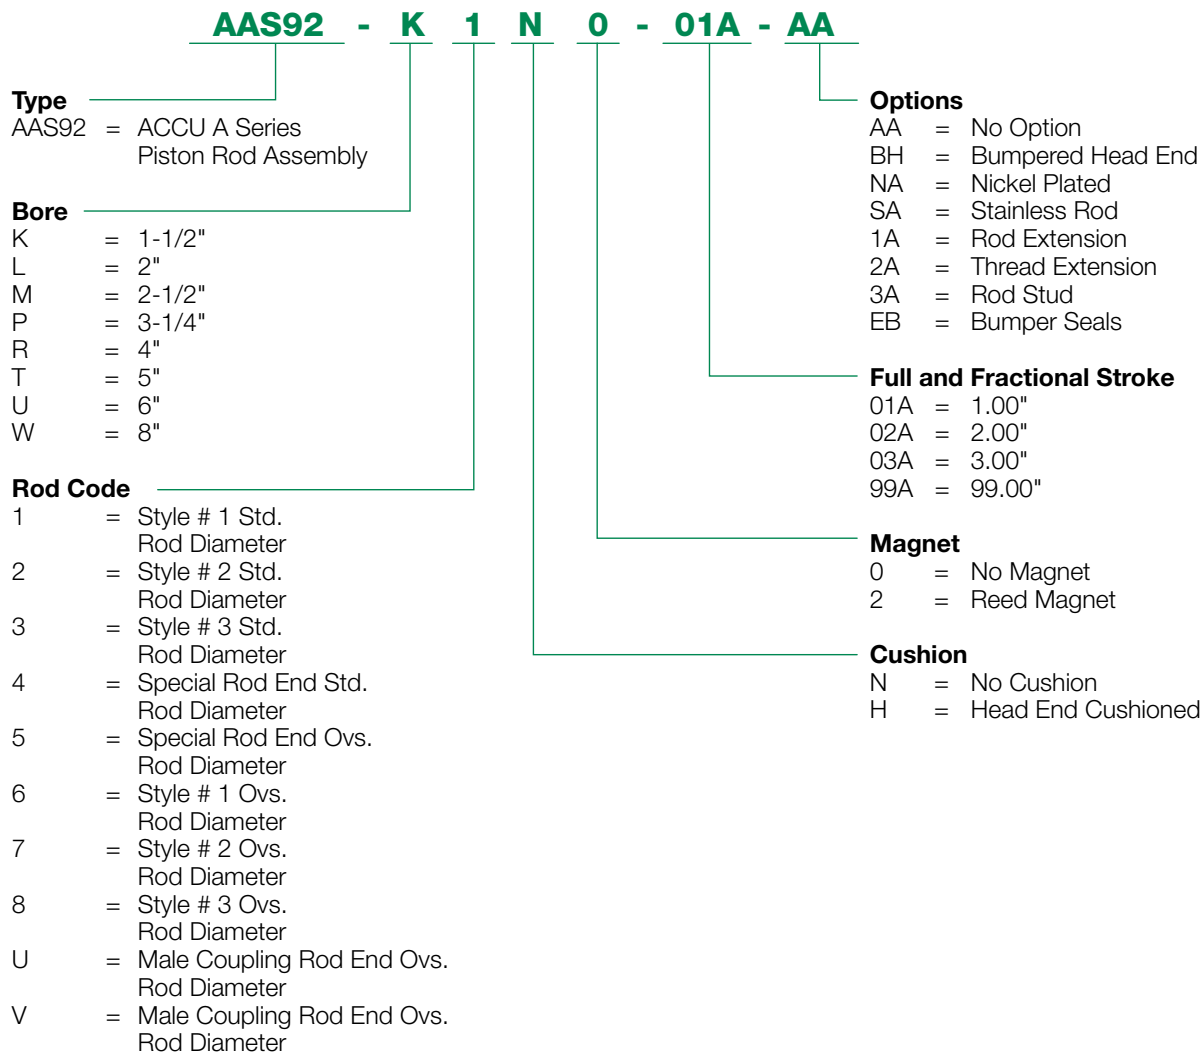 AAS92 - K 1 N 0 - 01A - AA
Type
AAS92 = ACCU A Series
Piston Rod Assembly
Bore
K = 1-1/2"
L = 2"
M = 2-1/2"
P = 3-1/4"
R = 4"
T = 5"
U = 6"
W = 8"
Rod Code
1 = Style # 1 Std.
Rod Diameter
2 = Style # 2 Std.
Rod Diameter
3 = Style # 3 Std.
Rod Diameter
4 = Special Rod End Std.
Rod Diameter
5 = Special Rod End Ovs.
Rod Diameter
6 = Style # 1 Ovs.
Rod Diameter
7 = Style # 2 Ovs.
Rod Diameter
8 = Style # 3 Ovs.
Rod Diameter
U = Male Coupling Rod End Ovs.
Rod Diameter
V = Male Coupling Rod End Ovs.
Rod Diameter
Options
AA = No Option
BH = Bumpered Head End
NA = Nickel Plated
SA = Stainless Rod
1A = Rod Extension
2A = Thread Extension
3A = Rod Stud
EB = Bumper Seals
Full and Fractional Stroke
01A = 1.00"
02A = 2.00"
03A = 3.00"
99A = 99.00"
Magnet
0 = No Magnet
2 = Reed Magnet
Cushion
N = No Cushion
H = Head End Cushioned